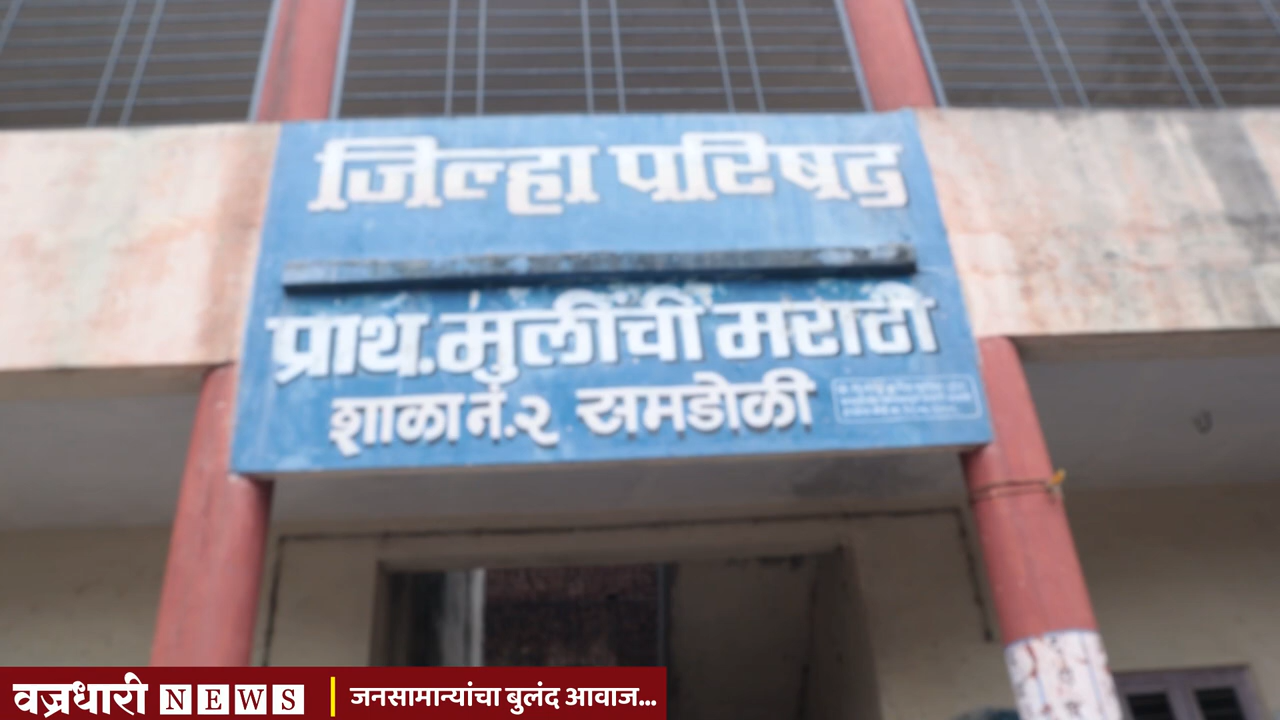 जिल्हा परिषद
प्राथ.मुलींची मराठी
शाळा नं.२ समडोळी
वज्रधारी NEWS
जनसामान्यांचा बुलंद आवाज...